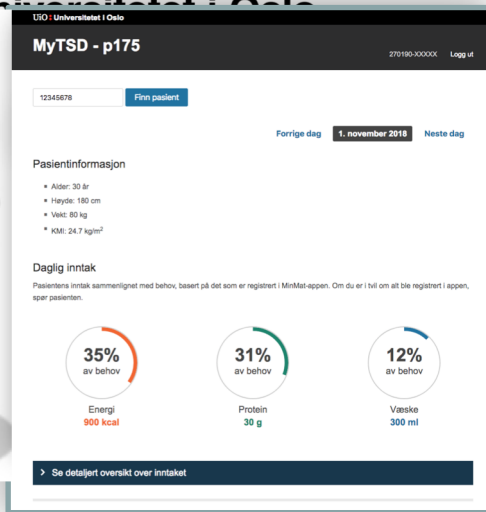 niversitetet i Oslo
UiO Universitetet i Oslo
MyTSD - p175
270190-XXXXX Logg ut
12345678 Finn pasient
Forrige dag 1. november 2018 Neste dag
Pasientinformasjon
Alder: 30 år
Høyde: 180 cm
Vekt: 80 kg
KMI: 24.7 kg/m²
Daglig inntak
Pasientens inntak sammenlignet med behov, basert på det som er registrert i MinMat-appen. Om du er i tvil om alt ble registrert i appen,
spør pasienten.
35% 31% 12%
av behov av behov av behov
Energi Protein Væske
900 kcal 30 g 300 ml
> Se detaljert oversikt over inntaket